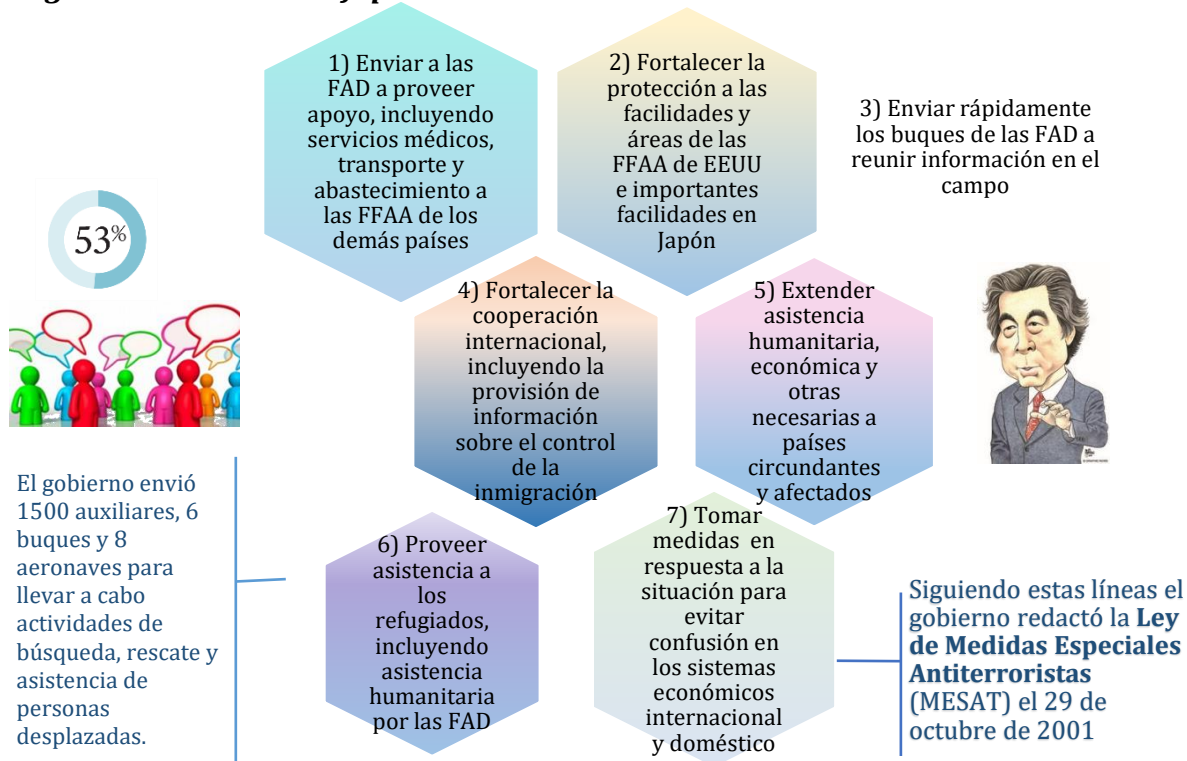 1) Enviar a las
FAD a proveer
apoyo, incluyendo
servicios médicos,
transporte y
abastecimiento a
las FFAA de los
demás países
2) Fortalecer la
protección a las
facilidades y
áreas de las
FFAA de EEUU
e importantes
facilidades en
Japón
3) Enviar rápidamente
los buques de las FAD a
reunir información en el
campo
53%
4) Fortalecer la
cooperación
internacional,
incluyendo la
provisión de
información
sobre el control
de la
inmigración
5) Extender
asistencia
humanitaria,
económica y
otras
necesarias a
países
circundantes
y afectados
El gobierno envió
1500 auxiliares, 6
buques y 8
aeronaves para
llevar a cabo
actividades de
búsqueda, rescate y
asistencia de
personas
desplazadas.
6) Proveer
asistencia a
los
refugiados,
incluyendo
asistencia
humanitaria
por las FAD
7) Tomar
medidas en
respuesta a la
situación para
evitar
confusión en
los sistemas
económicos
internacional
y doméstico
Siguiendo estas líneas el
gobierno redactó la Ley
de Medidas Especiales
Antiterroristas
(MESAT) el 29 de
octubre de 2001